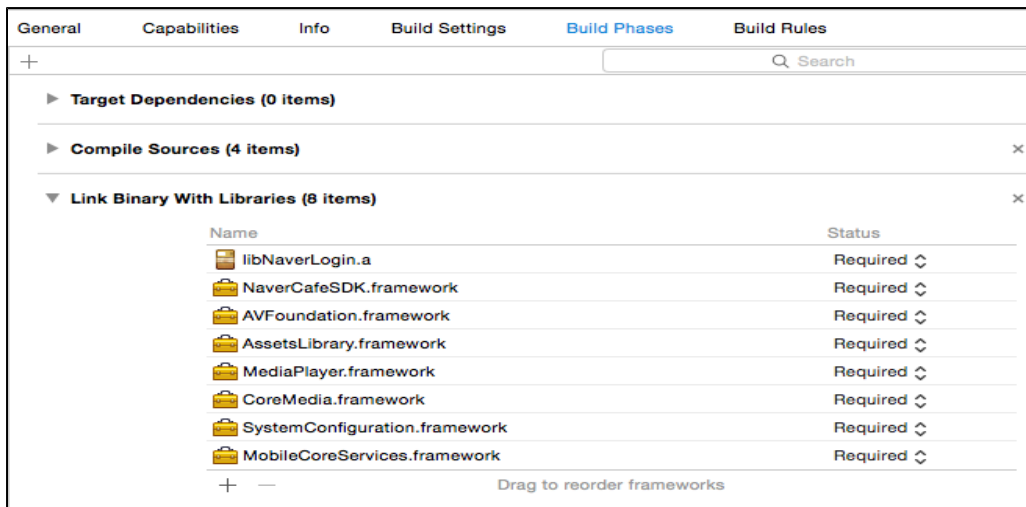 General Capabilities Info Build Settings Build Phases Build Rules
+ Search
Target Dependencies (0 items)
Compile Sources (4 items) ×
Link Binary With Libraries (8 items) ×
Name Status
libNaverLogin.a Required
NaverCafeSDK.framework Required
AVFoundation.framework Required
AssetsLibrary.framework Required
MediaPlayer.framework Required
CoreMedia.framework Required
SystemConfiguration.framework Required
MobileCoreServices.framework Required
+ — Drag to reorder frameworks